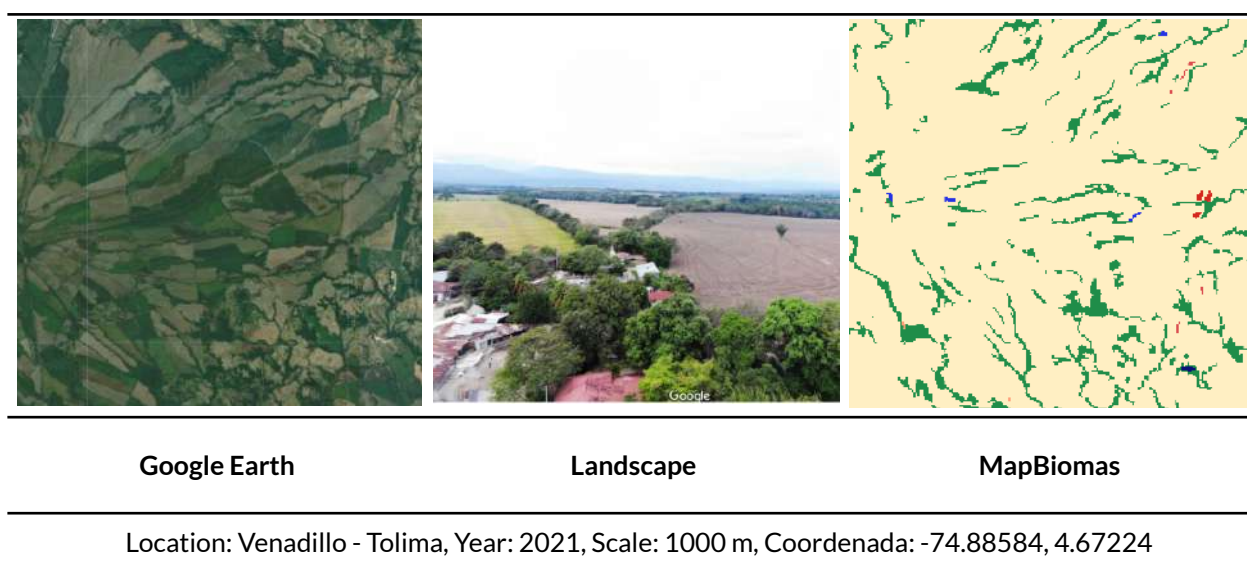 Google
Google Earth
Landscape
MapBiomas
Location: Venadillo - Tolima, Year: 2021, Scale: 1000 m, Coordenada: -74.88584, 4.67224